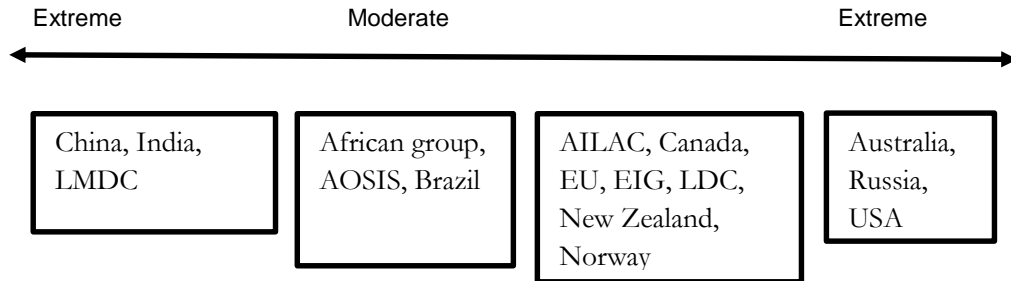 Extreme Moderate Extreme
China, India,
LMDC
African group,
AOSIS, Brazil
AILAC, Canada,
EU, EIG, LDC,
New Zealand,
Norway
Australia,
Russia,
USA